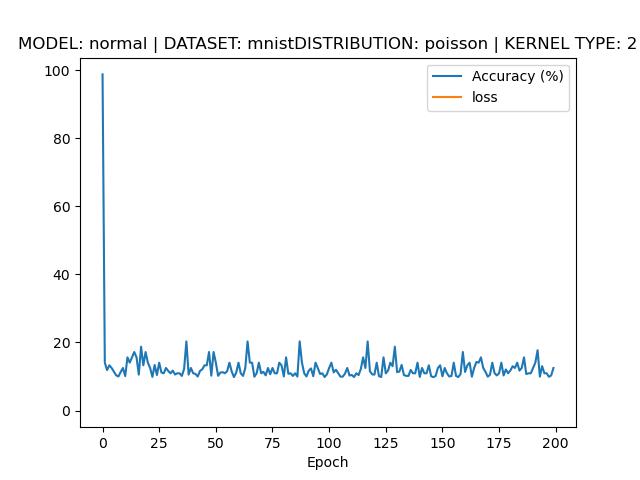 MODEL: normal | DATASET: mnistDISTRIBUTION: poisson | KERNEL TYPE: 2
Accuracy (%)
loss
100
80
60
40
20
0
0 25 50 75 100 125 150 175 200
Epoch